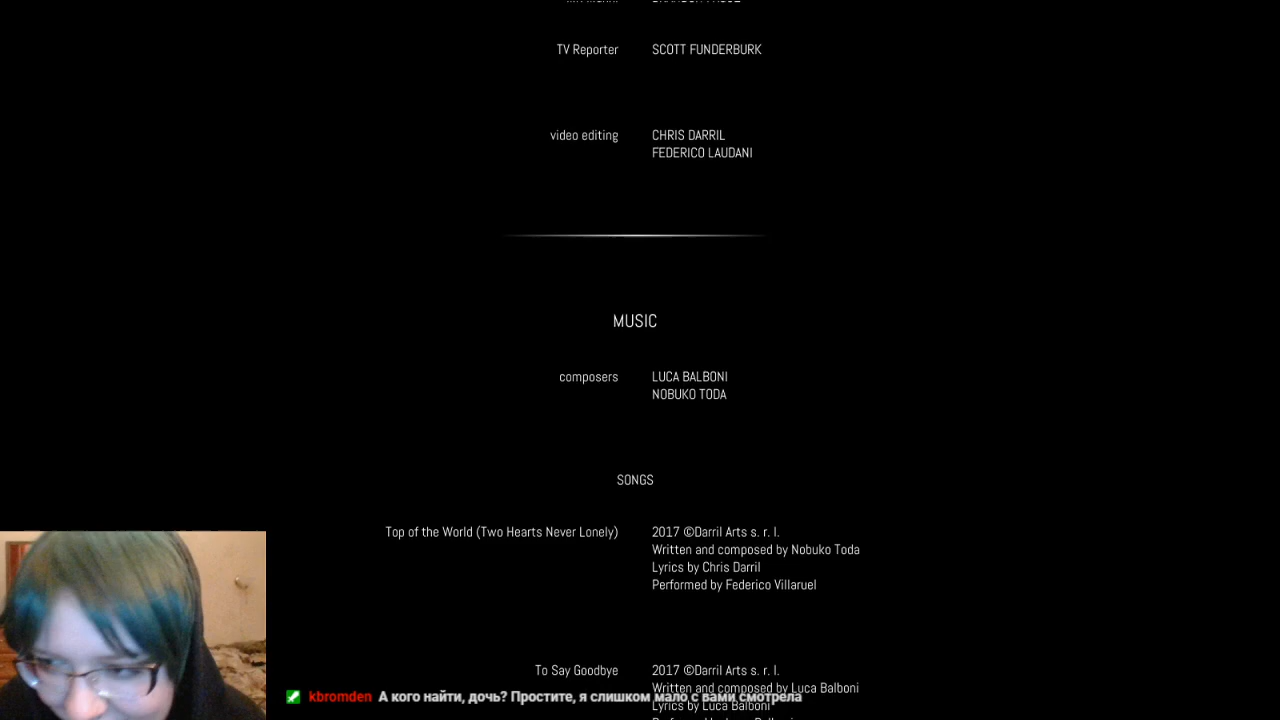 TV Reporter SCOTT FUNDERBURK
video editing CHRIS DARRIL
FEDERICO LAUDANI
MUSIC
composers LUCA BALBONI
NOBUKO TODA
SONGS
Top of the World (Two Hearts Never Lonely) 2017 ©Darril Arts s. r. l.
Written and composed by Nobuko Toda
Lyrics by Chris Darril
Performed by Federico Villaruel
To Say Goodbye 2017 ©Darril Arts s. r. l.
Written and composed by Luca Balboni
kbromden А кого найти, дочь? Простите, я слишком мало с вами смотрела
Lyrics by Luca Balboni